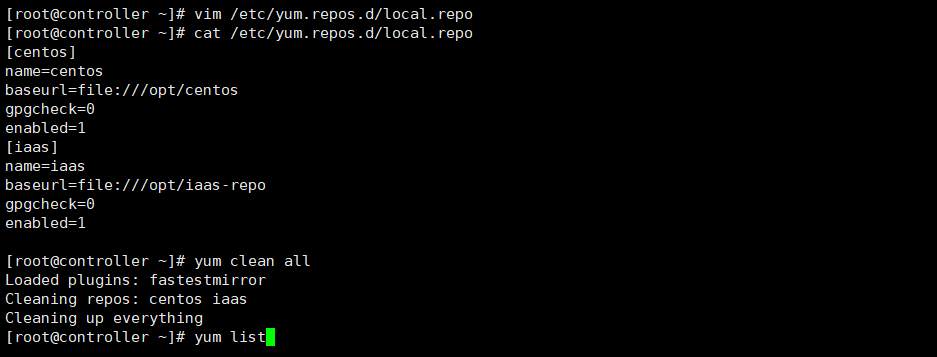 [root@controller ~]# vim /etc/yum.repos.d/local.repo
[root@controller ~]# cat /etc/yum.repos.d/local.repo
[centos]
name=centos
baseurl=file:///opt/centos
gpgcheck=0
enabled=1
[iaas]
name=iaas
baseurl=file:///opt/iaas-repo
gpgcheck=0
enabled=1
[root@controller ~]# yum clean all
Loaded plugins: fastestmirror
Cleaning repos: centos iaas
Cleaning up everything
[root@controller ~]# yum list